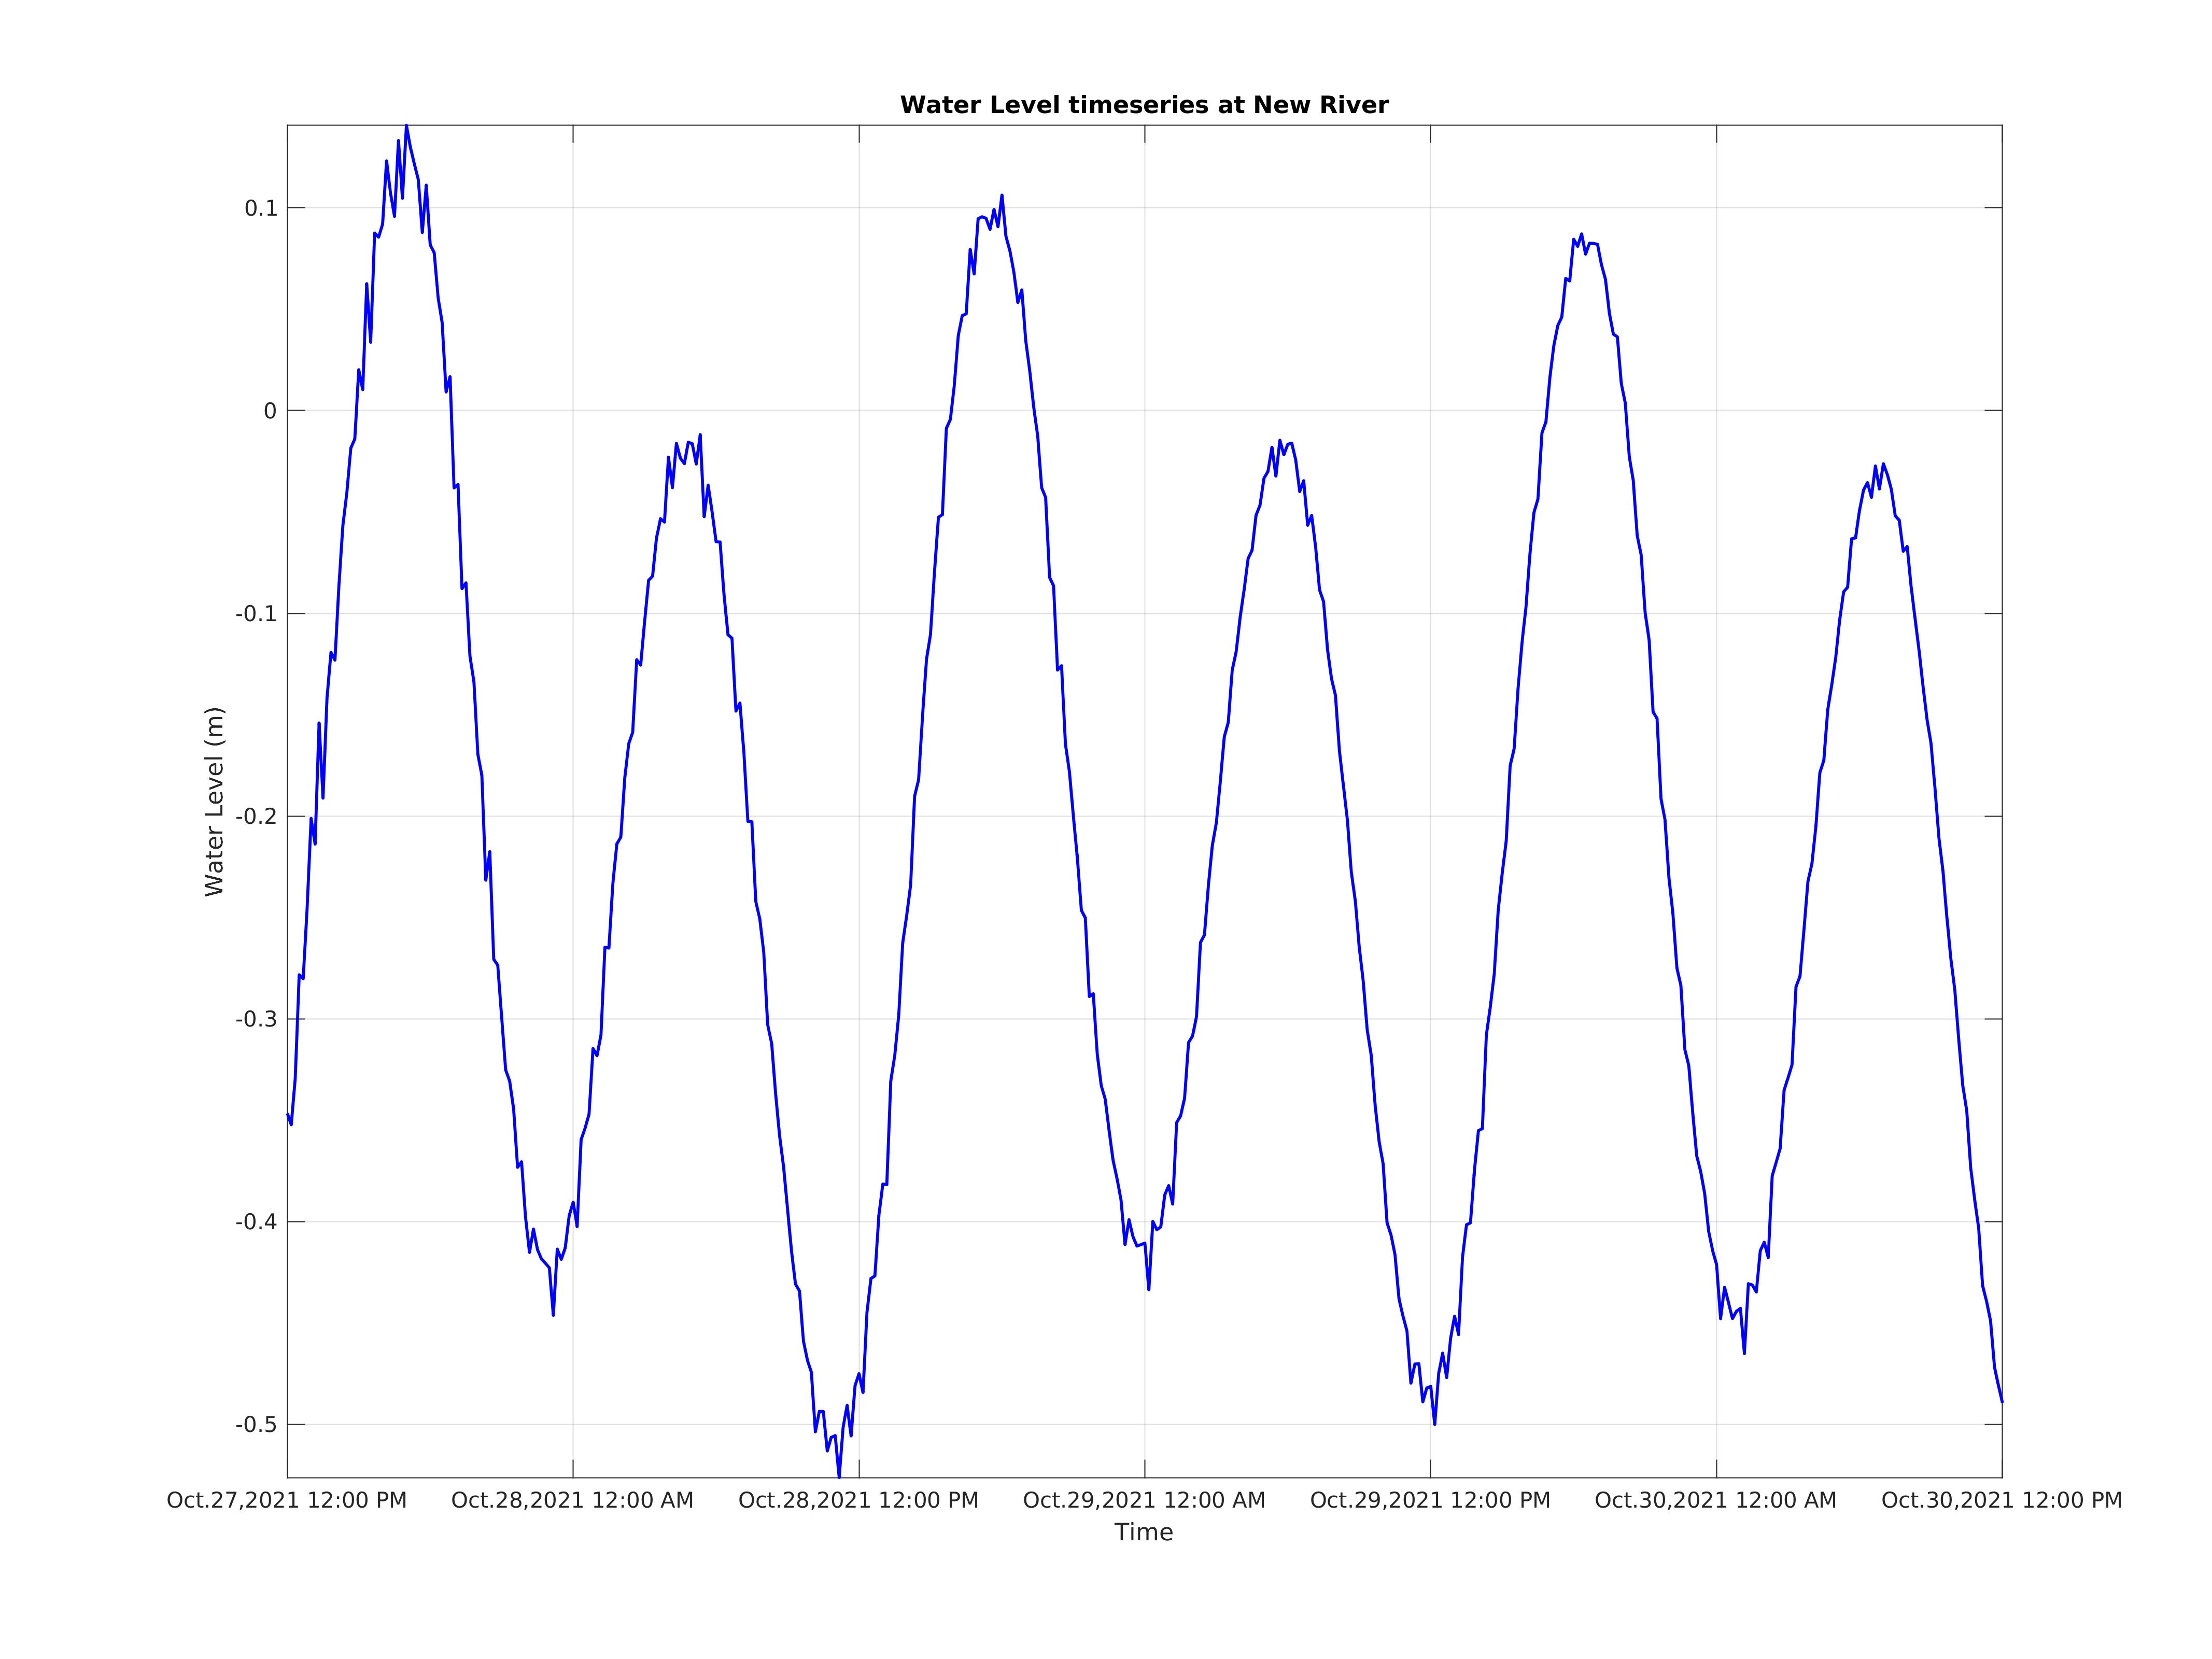 Water Level timeseries at New River
0.1
0
-0.1
-0.2
-0.3
-0.4
-0.5
Water Level (m)
Oct.27,2021 12:00 PM Oct.28,2021 12:00 AM Oct.28,2021 12:00 PM Oct.29,2021 12:00 AM Oct.29,2021 12:00 PM Oct.30,2021 12:00 AM Oct.30,2021 12:00 PM
Time